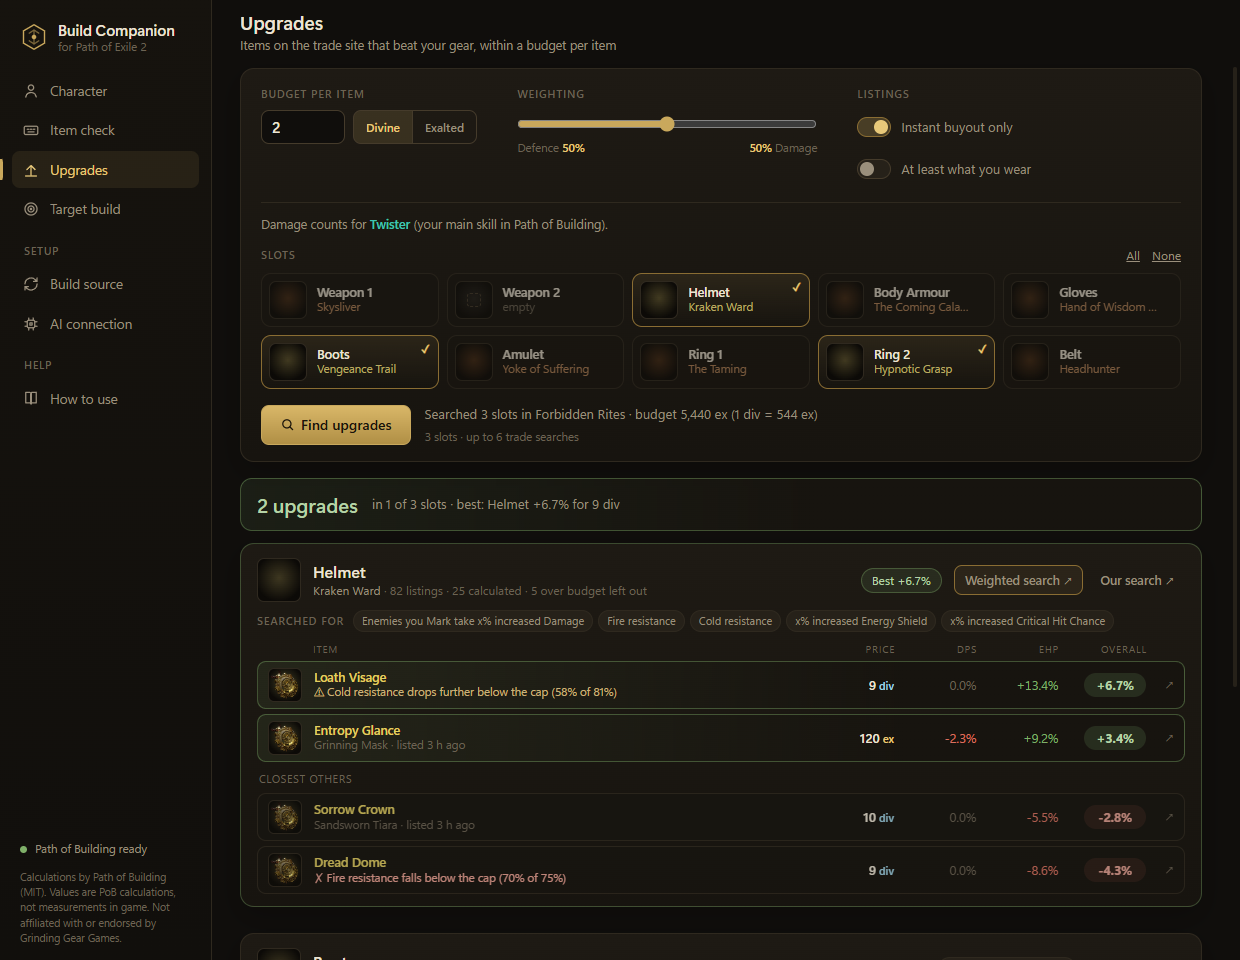 Build Companion
for Path of Exile 2
Character
Item check
Upgrades
Target build
SETUP
Build source
AI connection
HELP
How to use
Path of Building ready
Calculations by Path of Building
(MIT). Values are PoB calculations,
not measurements in game. Not
affiliated with or endorsed by
Grinding Gear Games.
Upgrades
Items on the trade site that beat your gear, within a budget per item
BUDGET PER ITEM
2
Divine
Exalted
WEIGHTING
Defence 50%
50% Damage
LISTINGS
Instant buyout only
At least what you wear
Damage counts for Twister (your main skill in Path of Building).
SLOTS
All
None
Weapon 1
Skysliver
Weapon 2
empty
Helmet
Kraken Ward
Body Armour
The Coming Cala...
Gloves
Hand of Wisdom ...
Boots
Vengeance Trail
Amulet
Yoke of Suffering
Ring 1
The Taming
Ring 2
Hypnotic Grasp
Belt
Headhunter
Find upgrades
Searched 3 slots in Forbidden Rites · budget 5,440 ex (1 div = 544 ex)
3 slots · up to 6 trade searches
2 upgrades in 1 of 3 slots · best: Helmet +6.7% for 9 div
Helmet
Kraken Ward · 82 listings · 25 calculated · 5 over budget left out
Best +6.7%
Weighted search ↗
Our search ↗
SEARCHED FOR Enemies you Mark take x% increased Damage Fire resistance Cold resistance x% increased Energy Shield x% increased Critical Hit Chance
ITEM PRICE DPS EHP OVERALL
Loath Visage
⚠ Cold resistance drops further below the cap (58% of 81%)
9 div 0.0% +13.4% +6.7% ↗
Entropy Glance
Grinning Mask · listed 3 h ago
120 ex -2.3% +9.2% +3.4% ↗
CLOSEST OTHERS
Sorrow Crown
Sandsworn Tiara · listed 3 h ago
10 div 0.0% -5.5% -2.8% ↗
Dread Dome
✗ Fire resistance falls below the cap (70% of 75%)
9 div 0.0% -8.6% -4.3% ↗